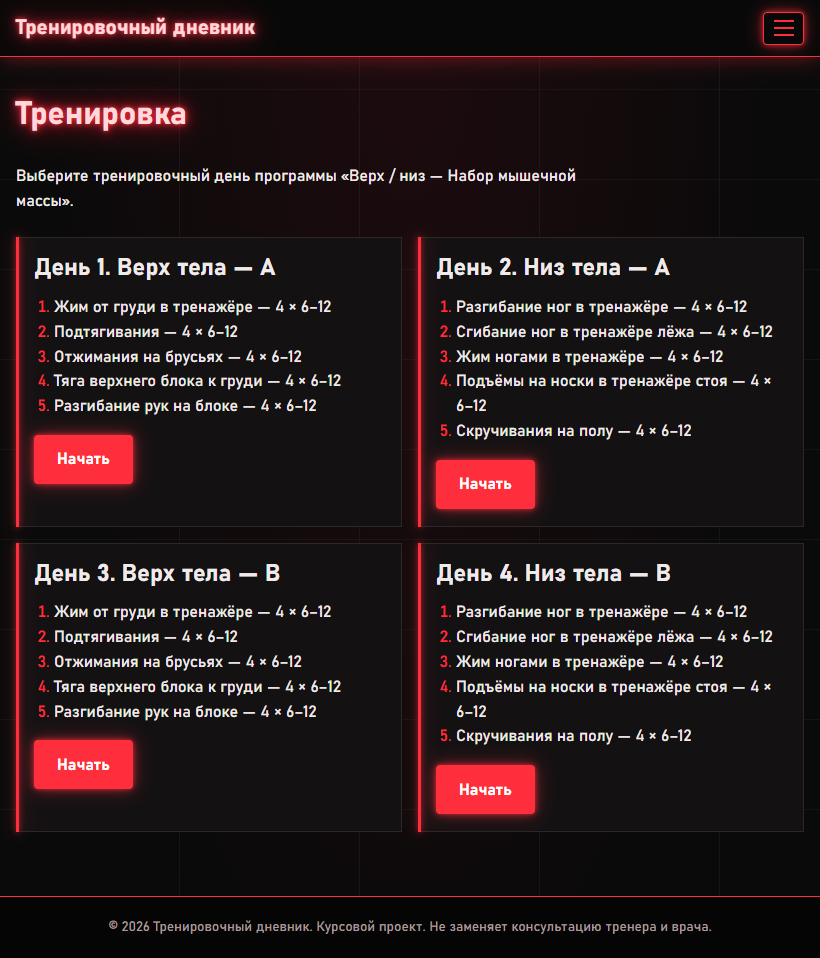 Тренировочный дневник
Тренировка
Выберите тренировочный день программы «Верх / низ — Набор мышечной
массы».
День 1. Верх тела — A
1. Жим от груди в тренажёре — 4 × 6–12
2. Подтягивания — 4 × 6–12
3. Отжимания на брусьях — 4 × 6–12
4. Тяга верхнего блока к груди — 4 × 6–12
5. Разгибание рук на блоке — 4 × 6–12
Начать
День 2. Низ тела — A
1. Разгибание ног в тренажёре — 4 × 6–12
2. Сгибание ног в тренажёре лёжа — 4 × 6–12
3. Жим ногами в тренажёре — 4 × 6–12
4. Подъёмы на носки в тренажёре стоя — 4 ×
6–12
5. Скручивания на полу — 4 × 6–12
Начать
День 3. Верх тела — B
1. Жим от груди в тренажёре — 4 × 6–12
2. Подтягивания — 4 × 6–12
3. Отжимания на брусьях — 4 × 6–12
4. Тяга верхнего блока к груди — 4 × 6–12
5. Разгибание рук на блоке — 4 × 6–12
Начать
День 4. Низ тела — B
1. Разгибание ног в тренажёре — 4 × 6–12
2. Сгибание ног в тренажёре лёжа — 4 × 6–12
3. Жим ногами в тренажёре — 4 × 6–12
4. Подъёмы на носки в тренажёре стоя — 4 ×
6–12
5. Скручивания на полу — 4 × 6–12
Начать
© 2026 Тренировочный дневник. Курсовой проект. Не заменяет консультацию тренера и врача.